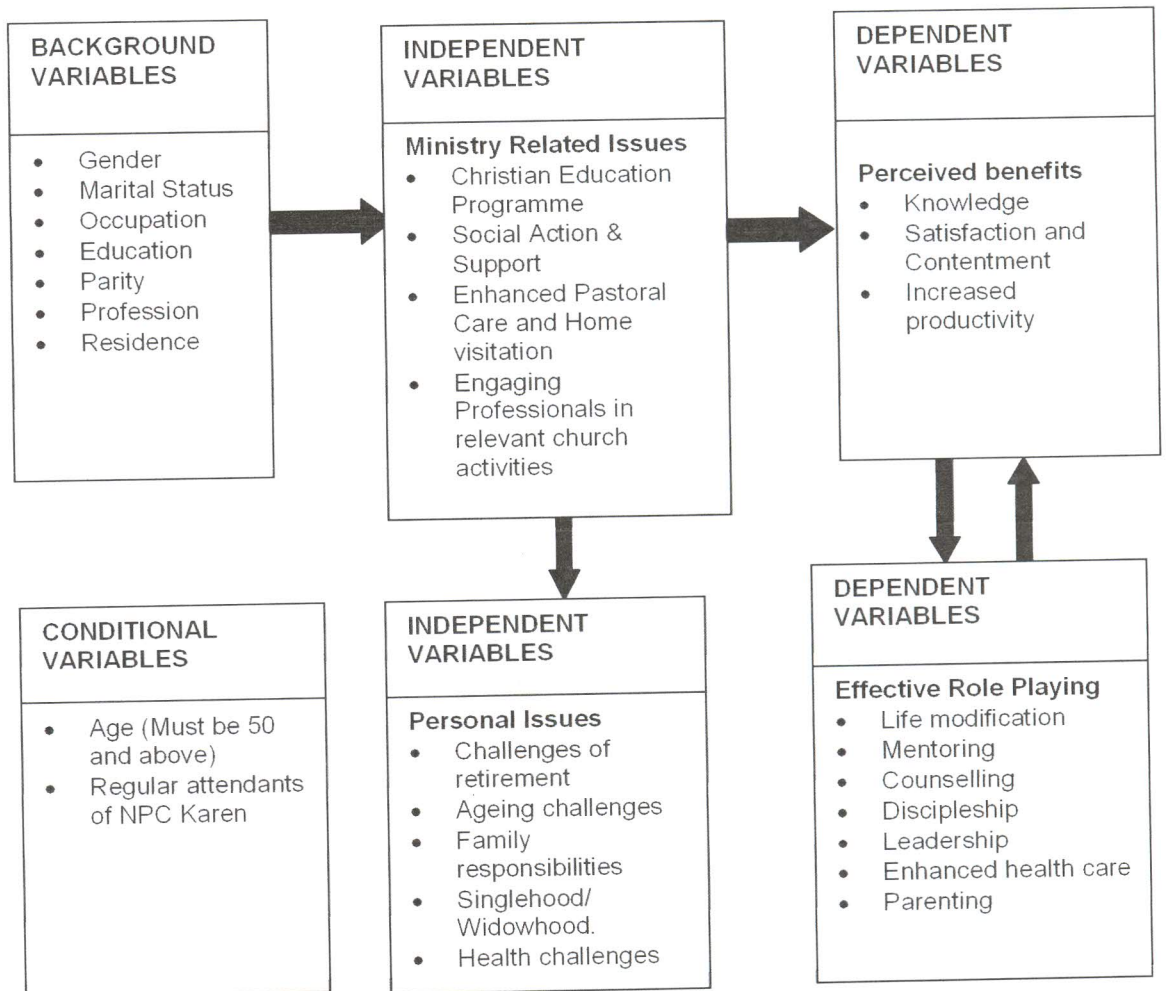 BACKGROUND
VARIABLES
• Gender
• Marital Status
• Occupation
• Education
• Parity
• Profession
• Residence
INDEPENDENT
VARIABLES
Ministry Related Issues
• Christian Education
Programme
• Social Action &
Support
• Enhanced Pastoral
Care and Home
visitation
• Engaging
Professionals in
relevant church
activities
DEPENDENT
VARIABLES
Perceived benefits
• Knowledge
• Satisfaction and
Contentment
• Increased
productivity
CONDITIONAL
VARIABLES
• Age (Must be 50
and above)
• Regular attendants
of NPC Karen
INDEPENDENT
VARIABLES
Personal Issues
• Challenges of
retirement
• Ageing challenges
• Family
responsibilities
• Singlehood/
Widowhood.
• Health challenges
DEPENDENT
VARIABLES
Effective Role Playing
• Life modification
• Mentoring
• Counselling
• Discipleship
• Leadership
• Enhanced health care
• Parenting